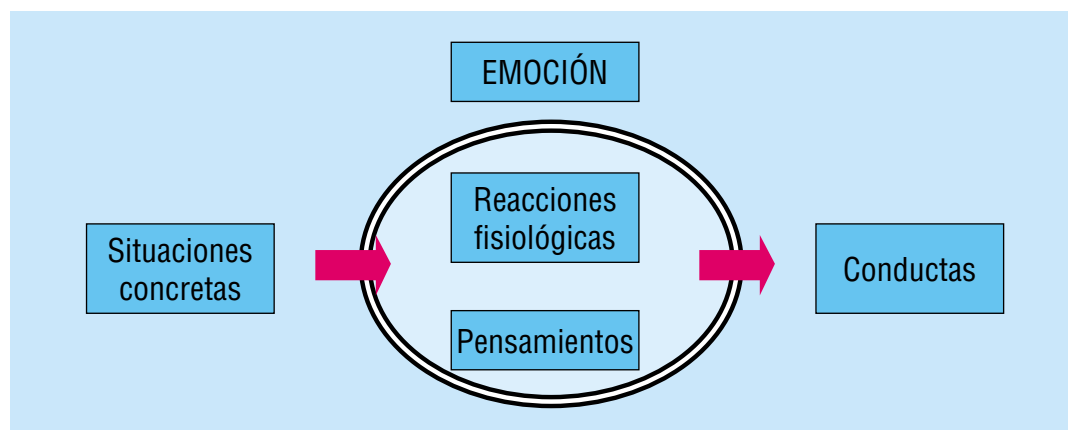 EMOCIÓN
Situaciones
concretas
Reacciones
fisiológicas
Pensamientos
Conductas